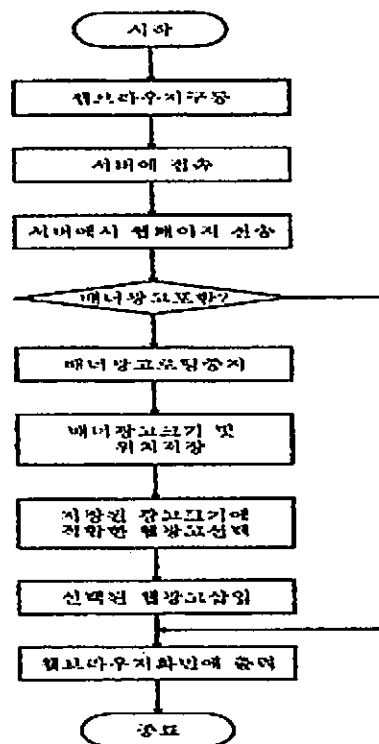 시작
웹브라우저구동
서버에 접속
서버에서 웹페이지 전송
배너광고포함?
배너광고로딩중지
배너광고크기 및
위치저장
저장된 광고크기에
적합한 웹광고선택
선택된 웹광고삽입
웹브라우저화면에 출력
종료